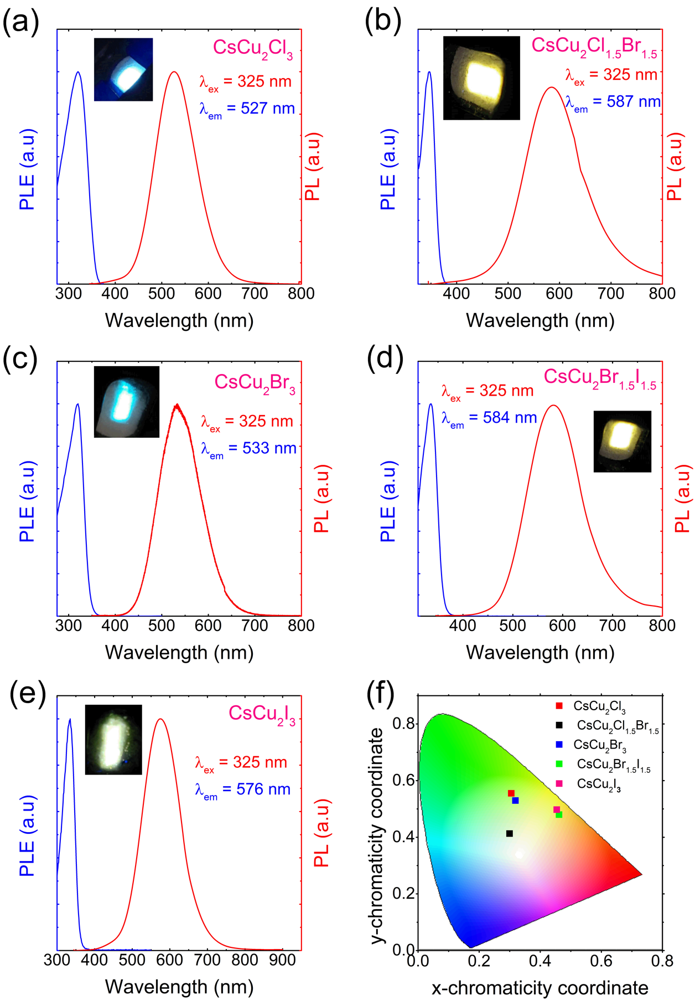 (a)
CsCu2Cl3
λex = 325 nm
λem = 527 nm
PLE (a.u)
PL (a.u)
300 400 500 600 700 800
Wavelength (nm)
(b)
CsCu2Cl1.5Br1.5
λex = 325 nm
λem = 587 nm
PLE (a.u)
PL (a.u)
400 500 600 700 800
Wavelength (nm)
(c)
CsCu2Br3
λex = 325 nm
λem = 533 nm
PLE (a.u)
PL (a.u)
300 400 500 600 700 800
Wavelength (nm)
(d)
CsCu2Br1.5I1.5
λex = 325 nm
λem = 584 nm
PLE (a.u)
PL (a.u)
400 500 600 700 800
Wavelength (nm)
(e)
CsCu2I3
λex = 325 nm
λem = 576 nm
PLE (a.u)
PL (a.u)
300 400 500 600 700 800 900
Wavelength (nm)
(f)
CsCu2Cl3
CsCu2Cl1.5Br1.5
CsCu2Br3
CsCu2Br1.5I1.5
CsCu2I3
y-chromaticity coordinate
0.8
0.6
0.4
0.2
0.0
0.0 0.2 0.4 0.6 0.8
x-chromaticity coordinate